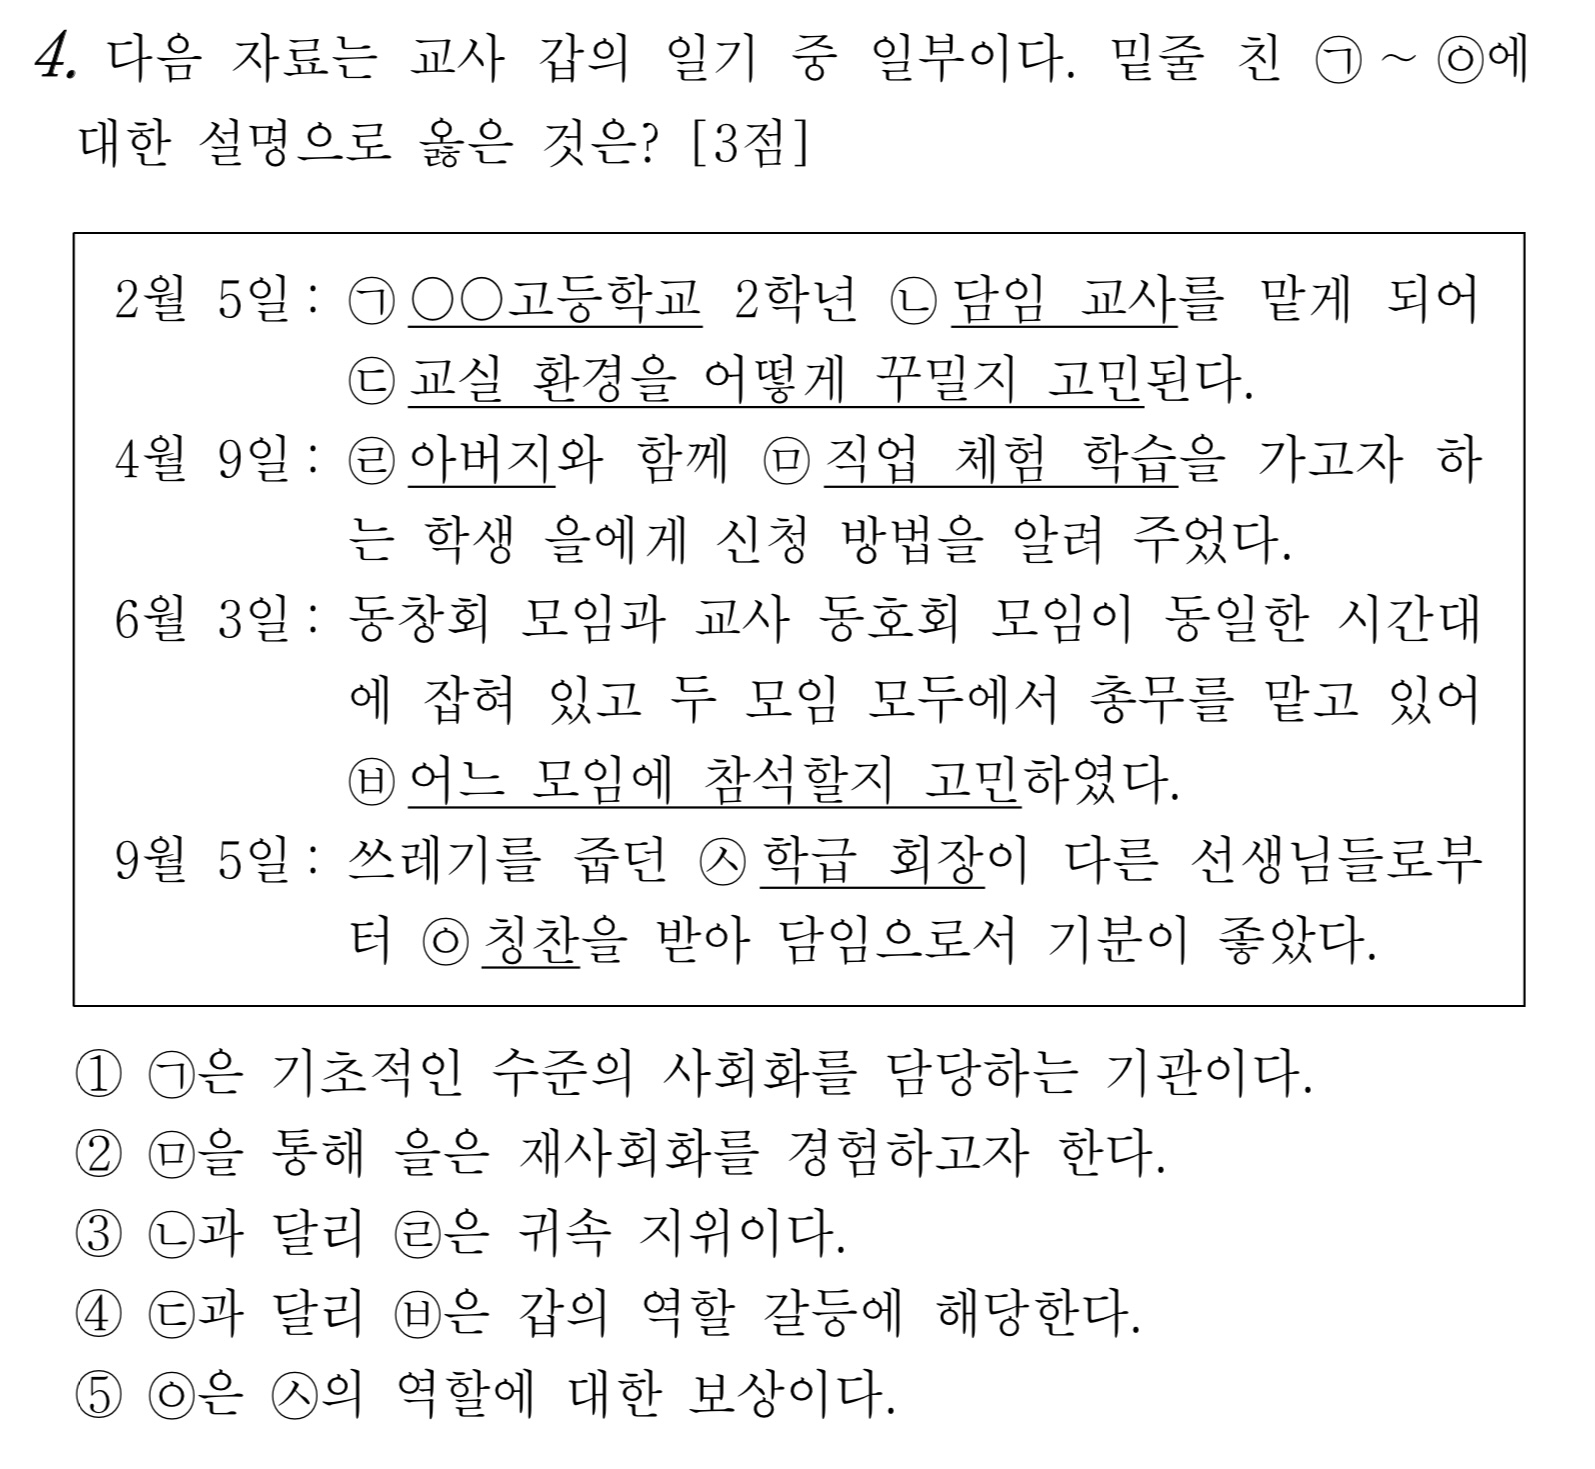 4. 다음 자료는 교사 갑의 일기 중 일부이다. 밑줄 친 ㉠ ~ ㉧에
대한 설명으로 옳은 것은? [3점]
2월 5일 : ㉠ ○○고등학교 2학년 ㉡ 담임 교사를 맡게 되어
㉢ 교실 환경을 어떻게 꾸밀지 고민된다.
4월 9일 : ㉣ 아버지와 함께 ㉤ 직업 체험 학습을 가고자 하
는 학생 을에게 신청 방법을 알려 주었다.
6월 3일 : 동창회 모임과 교사 동호회 모임이 동일한 시간대
에 잡혀 있고 두 모임 모두에서 총무를 맡고 있어
㉥ 어느 모임에 참석할지 고민하였다.
9월 5일 : 쓰레기를 줍던 ㉦ 학급 회장이 다른 선생님들로부
터 ㉧ 칭찬을 받아 담임으로서 기분이 좋았다.
① ㉠은 기초적인 수준의 사회화를 담당하는 기관이다.
② ㉤을 통해 을은 재사회화를 경험하고자 한다.
③ ㉡과 달리 ㉣은 귀속 지위이다.
④ ㉢과 달리 ㉥은 갑의 역할 갈등에 해당한다.
⑤ ㉧은 ㉦의 역할에 대한 보상이다.